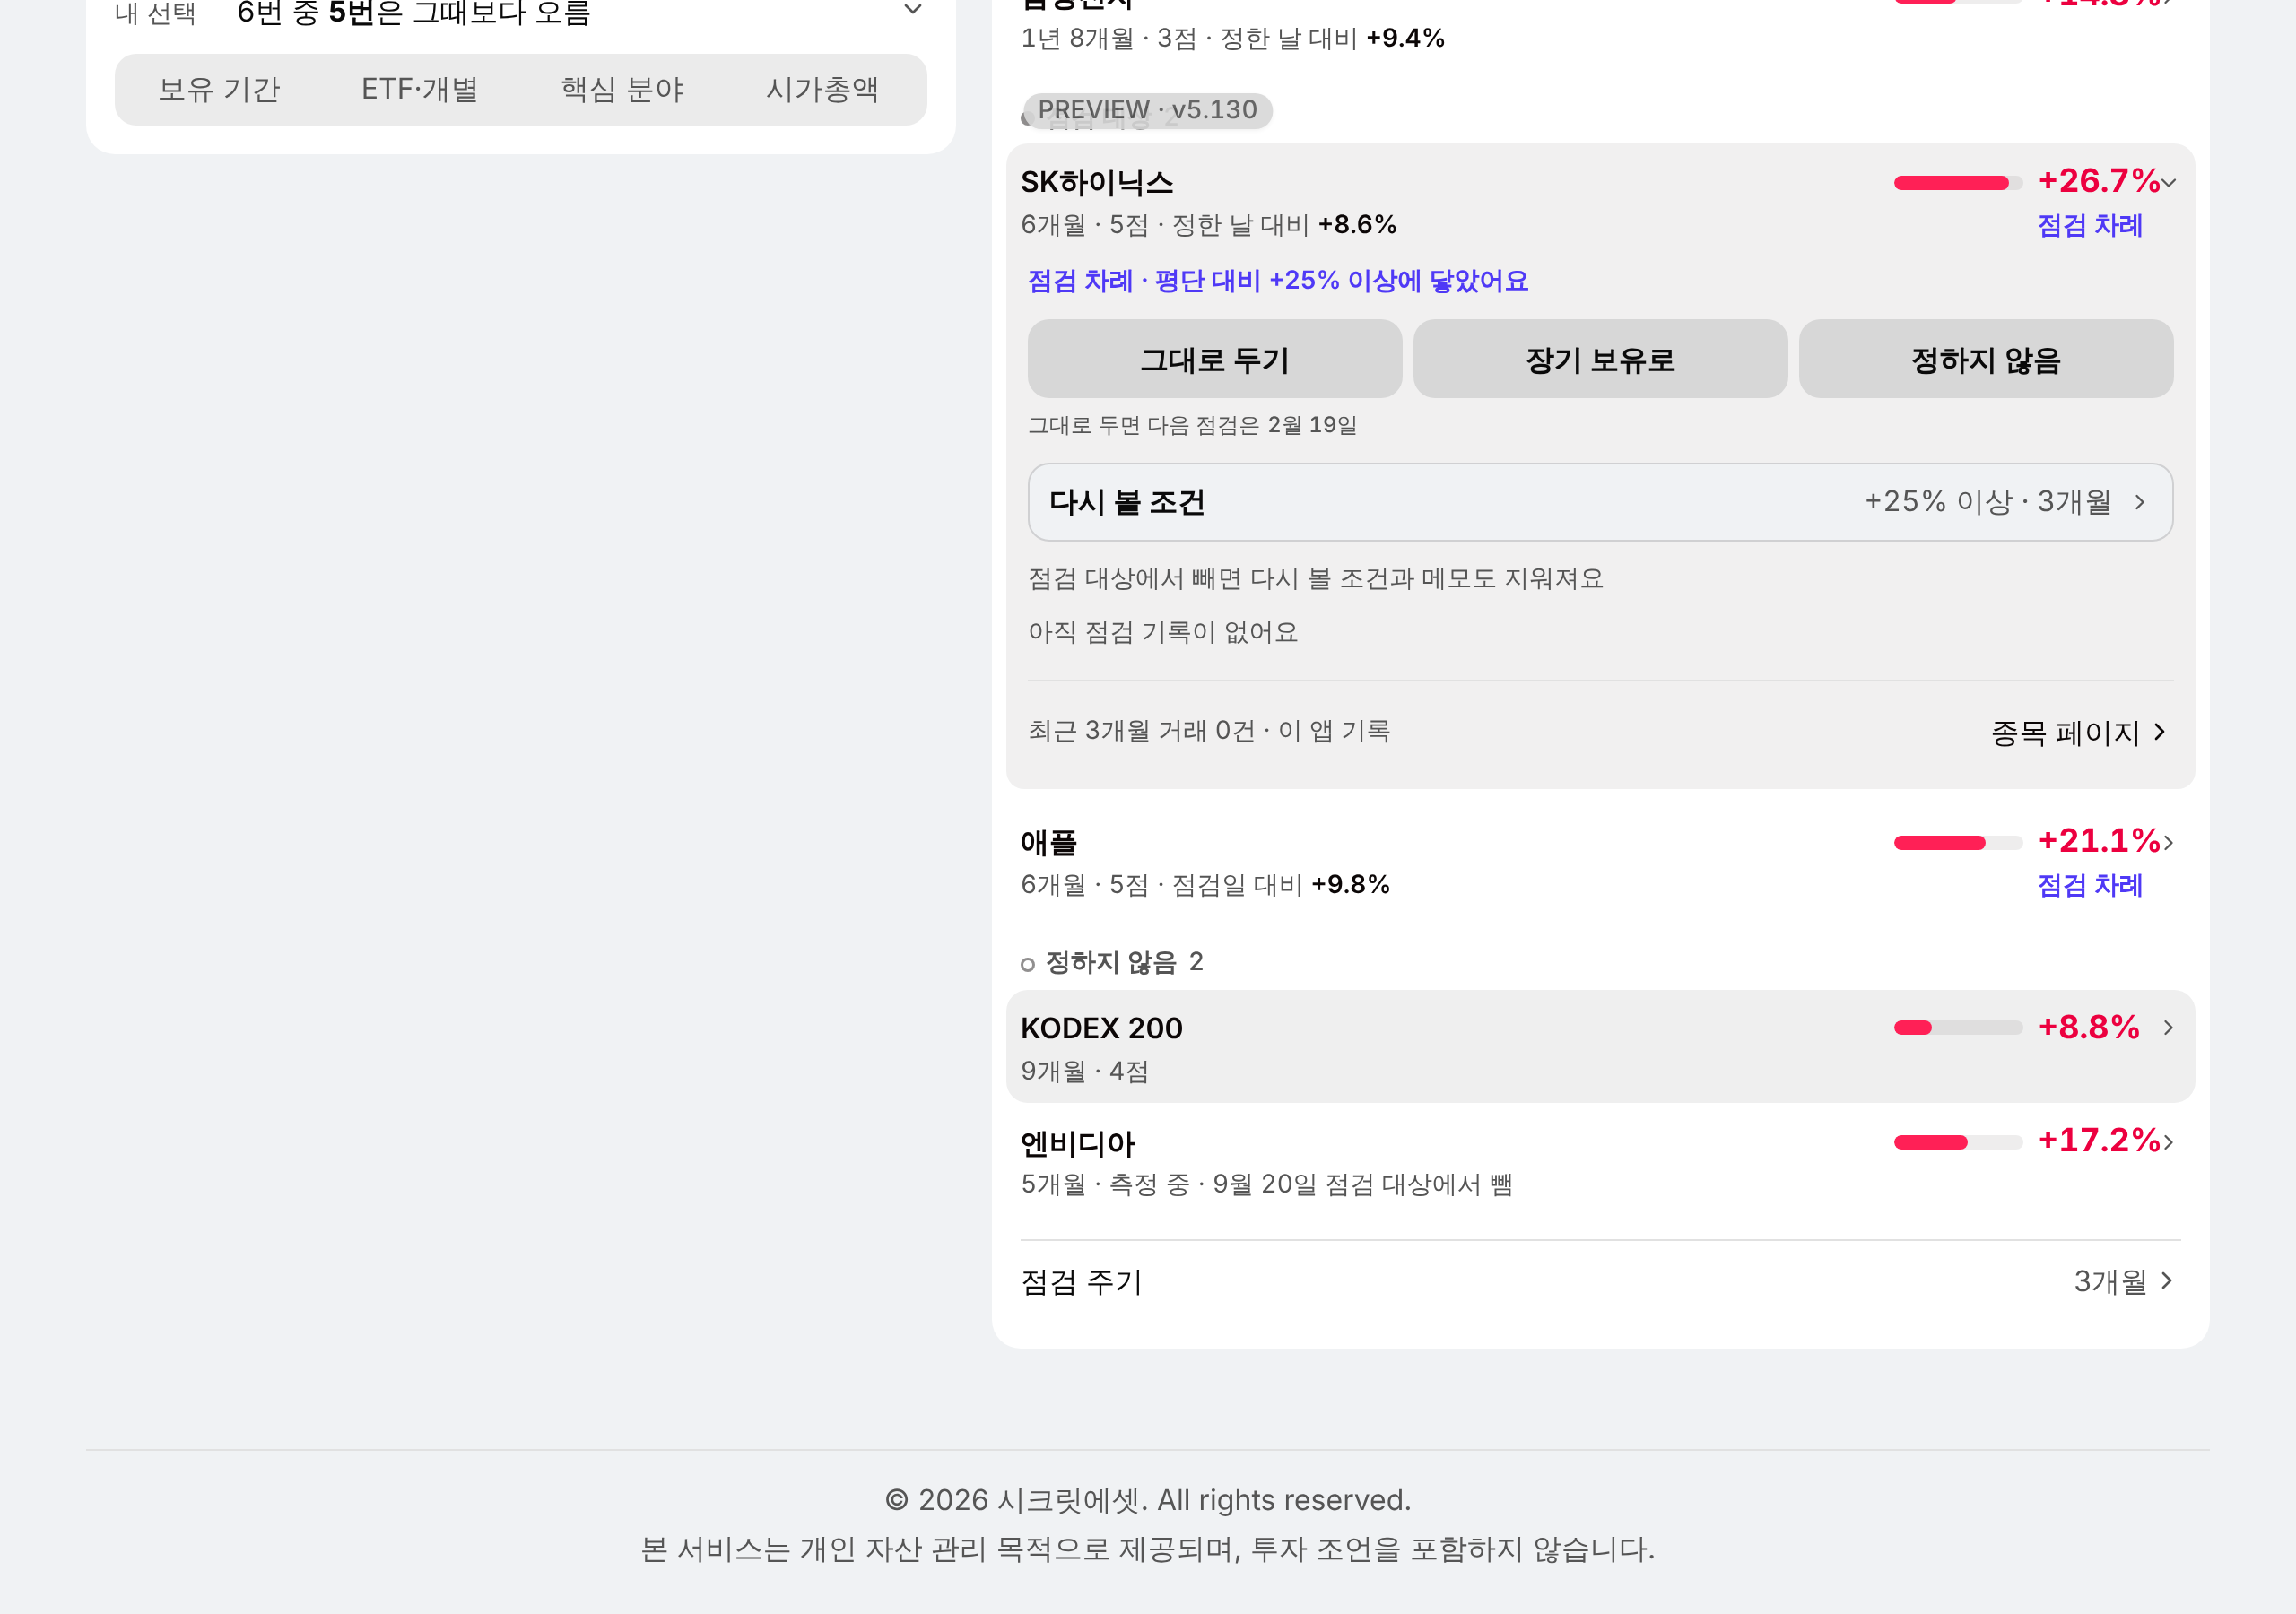 내 선택 6번 중 5번은 그때보다 오름
보유 기간 ETF·개별 핵심 분야 시가총액
1년 8개월 · 3점 · 정한 날 대비 +9.4%
PREVIEW · v5.130
SK하이닉스 +26.7%
6개월 · 5점 · 정한 날 대비 +8.6% 점검 차례
점검 차례 · 평단 대비 +25% 이상에 닿았어요
그대로 두기 장기 보유로 정하지 않음
그대로 두면 다음 점검은 2월 19일
다시 볼 조건 +25% 이상 · 3개월
점검 대상에서 빼면 다시 볼 조건과 메모도 지워져요
아직 점검 기록이 없어요
최근 3개월 거래 0건 · 이 앱 기록 종목 페이지
애플 +21.1%
6개월 · 5점 · 점검일 대비 +9.8% 점검 차례
정하지 않음 2
KODEX 200 +8.8%
9개월 · 4점
엔비디아 +17.2%
5개월 · 측정 중 · 9월 20일 점검 대상에서 뺌
점검 주기 3개월
© 2026 시크릿에셋. All rights reserved.
본 서비스는 개인 자산 관리 목적으로 제공되며, 투자 조언을 포함하지 않습니다.